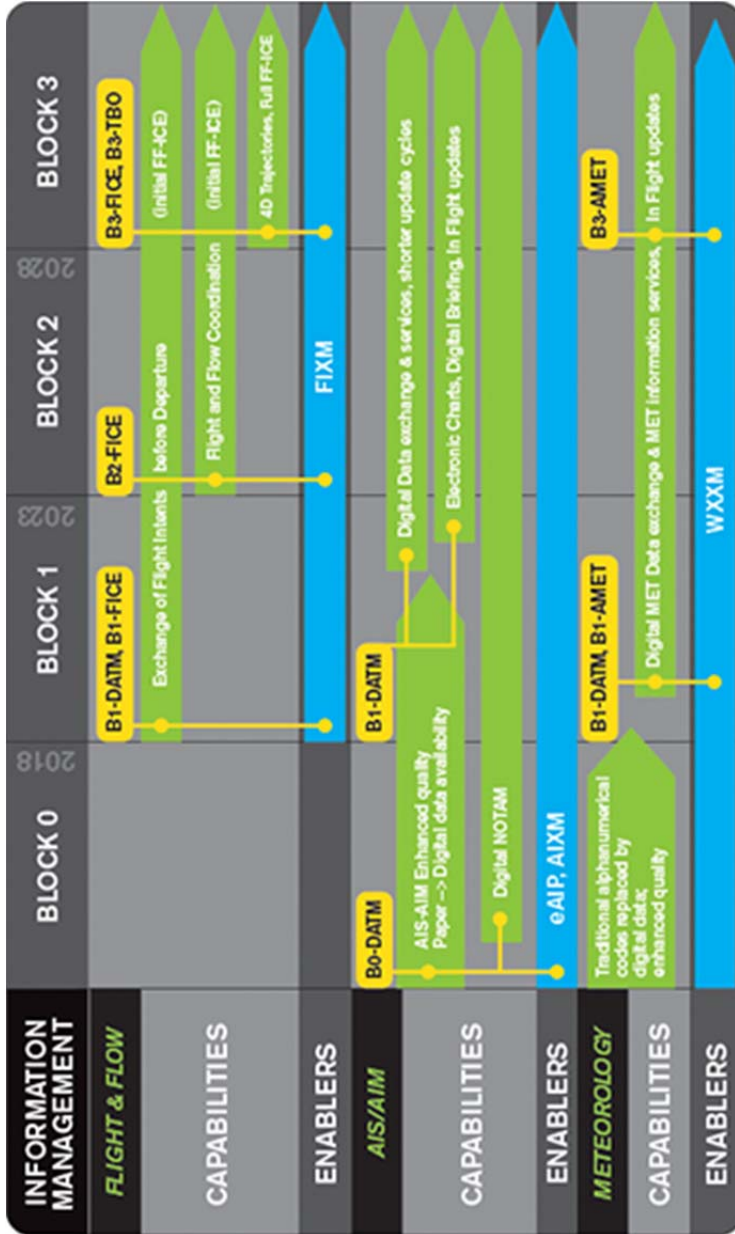 INFORMATION
MANAGEMENT
BLOCK 0
2018
BLOCK 1
2023
BLOCK 2
2028
BLOCK 3
FLIGHT & FLOW
B1-DATM, B1-FICE
B2-FICE
B3-FICE, B3-TBO
CAPABILITIES
Exchange of Flight Intents before Departure (initial FF-ICE)
Flight and Flow Coordination (initial FF-ICE)
4D Trajectories, Full FF-ICE
ENABLERS
FIXM
AIS/AIM
B0-DATM
B1-DATM
CAPABILITIES
AIS-AIM Enhanced quality
Paper --> Digital data availability
Digital Data exchange & services, shorter update cycles
Electronic Charts, Digital Briefing, In Flight updates
Digital NOTAM
ENABLERS
eAIP, AIXM
METEOROLOGY
B1-DATM, B1-AMET
B3-AMET
CAPABILITIES
Traditional alphanumerical
codes replaced by
digital data;
enhanced quality
Digital MET Data exchange & MET information services, In Flight updates
ENABLERS
WXXM